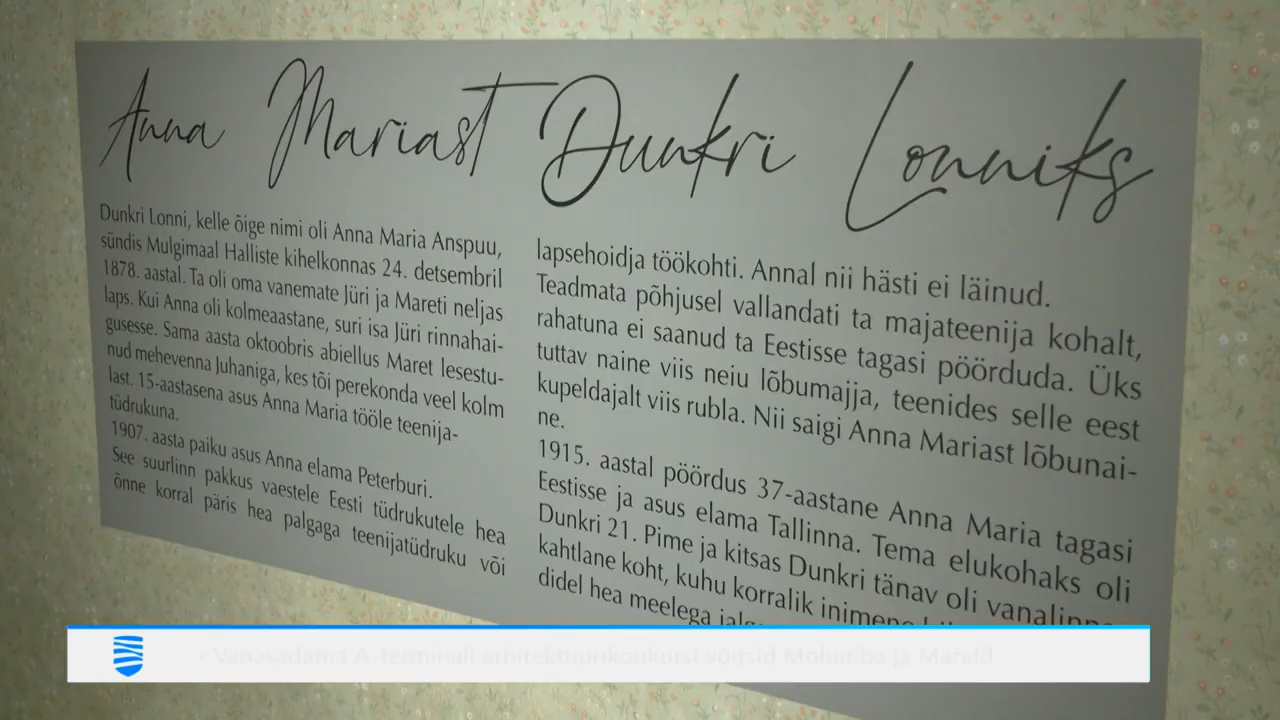 Anna Mariast Dunkri Lonniks
Dunkri Lonni, kelle õige nimi oli Anna Maria Anspuu,
sündis Mulgimaal Halliste kihelkonnas 24. detsembril
1878. aastal. Ta oli oma vanemate Jüri ja Mareti neljas
laps. Kui Anna oli kolmeaastane, suri isa Jüri rinnahai-
gusesse. Sama aasta oktoobris abiellus Maret lesestu-
nud mehevenna Juhaniga, kes tõi perekonda veel kolm
last. 15-aastasena asus Anna Maria tööle teenija-
tüdrukuna.
1907. aasta paiku asus Anna elama Peterburi.
See suurlinn pakkus vaestele Eesti tüdrukutele hea
õnne korral päris hea palgaga teenijatüdruku või
lapsehoidja töökohti. Annal nii hästi ei läinud.
Teadmata põhjusel vallandati ta majateenija kohalt,
rahatuna ei saanud ta Eestisse tagasi pöörduda. Üks
tuttav naine viis neiu lõbumajja, teenides selle eest
kupeldajalt viis rubla. Nii saigi Anna Mariast lõbunai-
ne.
1915. aastal pöördus 37-aastane Anna Maria tagasi
Eestisse ja asus elama Tallinna. Tema elukohaks oli
Dunkri 21. Pime ja kitsas Dunkri tänav oli
kahtlane koht, kuhu korralik inimene
didel hea meelega
• Vanasadama A-terminali arhitektuurikonkursi võitsid Molumba ja Mareld